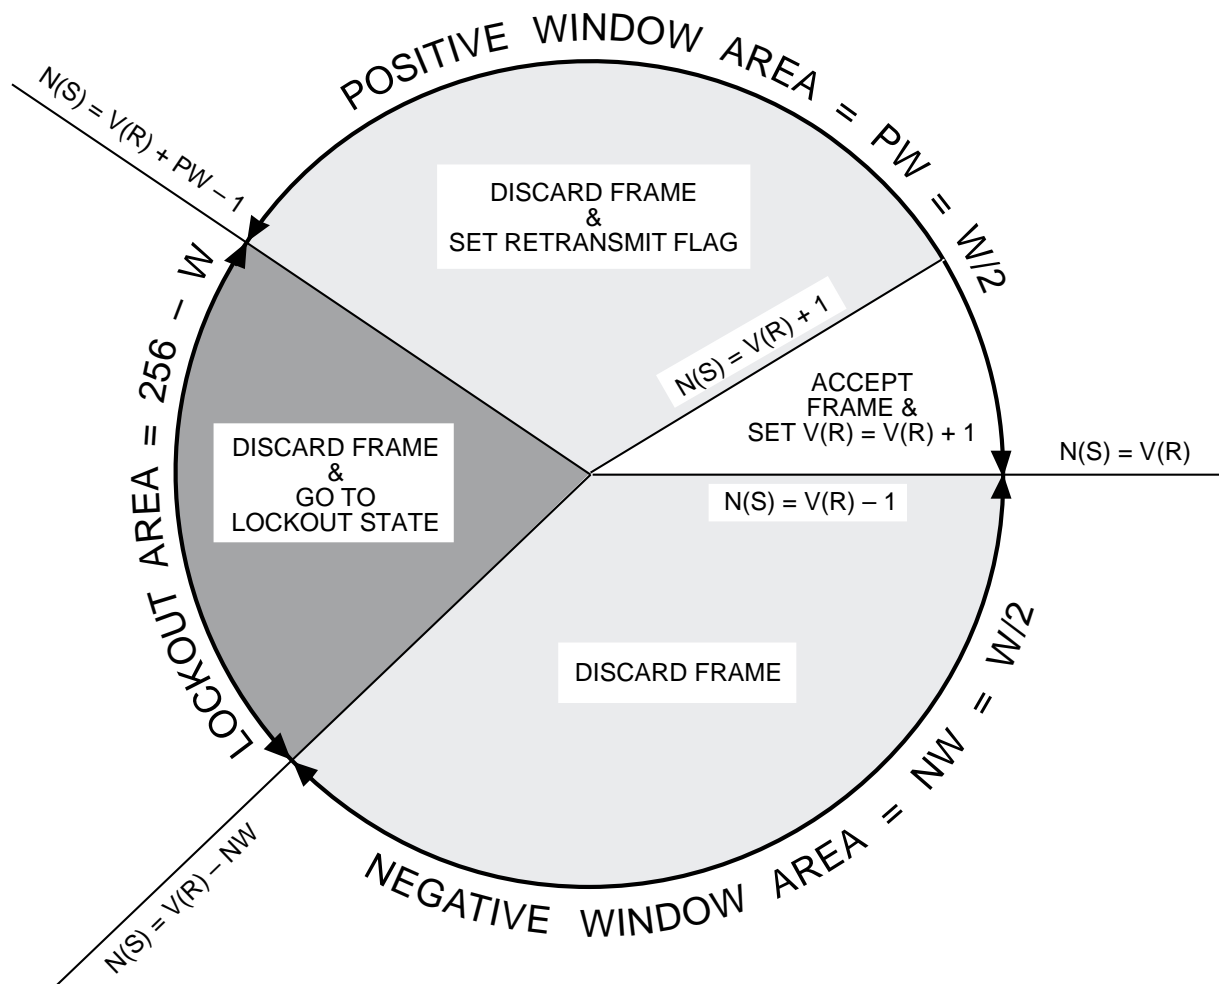 POSITIVE WINDOW AREA = PW = W/2
N(S) = V(R) + PW – 1
DISCARD FRAME
&
SET RETRANSMIT FLAG
N(S) = V(R) + 1
ACCEPT
FRAME &
SET V(R) = V(R) + 1
N(S) = V(R)
N(S) = V(R) – 1
LOCKOUT AREA = 256 – W
DISCARD FRAME
&
GO TO
LOCKOUT STATE
DISCARD FRAME
N(S) = V(R) – NW
NEGATIVE WINDOW AREA = NW = W/2